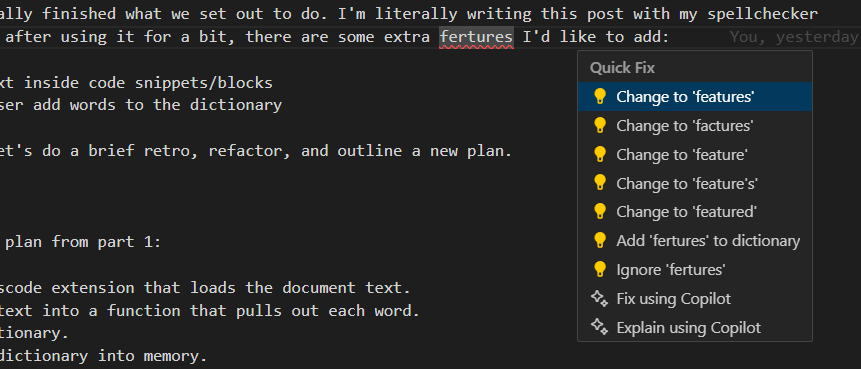 ally finished what we set out to do. I'm literally writing this post with my spellchecker
after using it for a bit, there are some extra fertures I'd like to add: You, yesterday
Quick Fix
Change to 'features'
Change to 'factures'
Change to 'feature'
Change to 'feature's'
Change to 'featured'
Add 'fertures' to dictionary
Ignore 'fertures'
Fix using Copilot
Explain using Copilot
xt inside code snippets/blocks
ser add words to the dictionary
et's do a brief retro, refactor, and outline a new plan.
plan from part 1:
scode extension that loads the document text.
text into a function that pulls out each word.
tionary.
dictionary into memory.